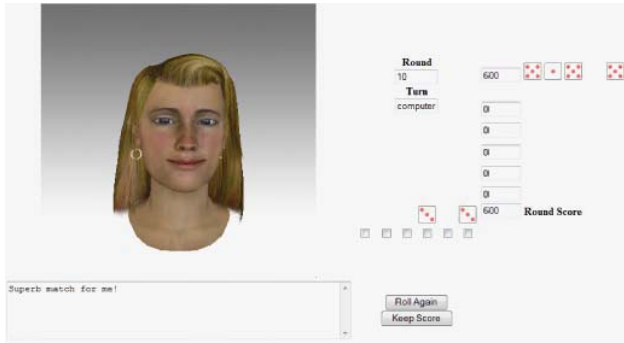 Round
10
600
Turn
computer
0
0
0
0
0
600
Round Score
Superb match for me!
Roll Again
Keep Score